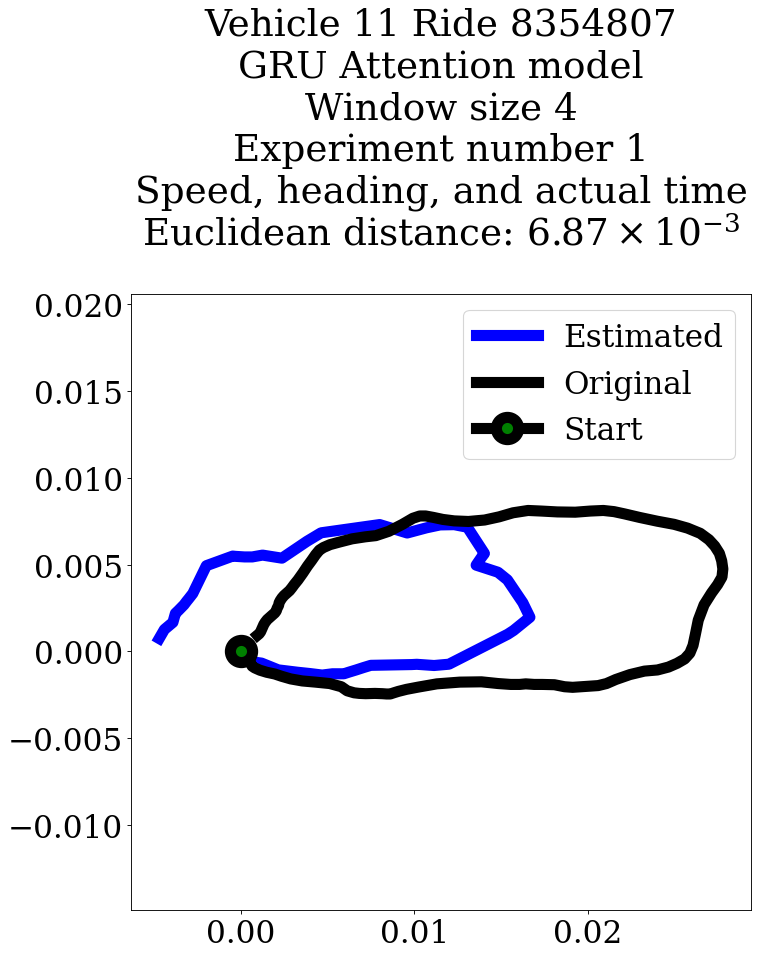 Vehicle 11 Ride 8354807
GRU Attention model
Window size 4
Experiment number 1
Speed, heading, and actual time
Euclidean distance: 6.87 × 10⁻³
Estimated
Original
Start
0.020
0.015
0.010
0.005
0.000
−0.005
−0.010
0.00 0.01 0.02